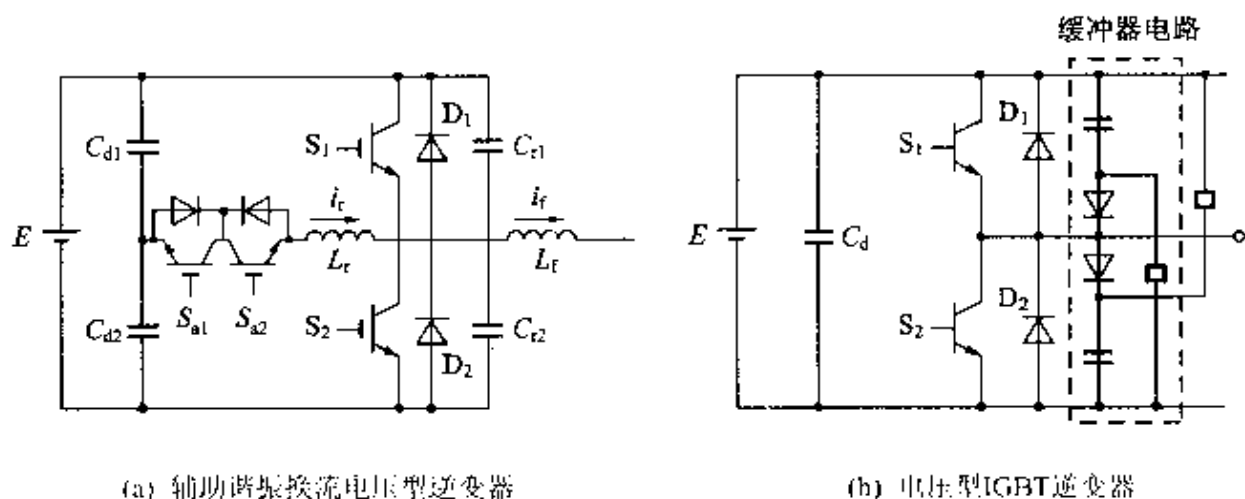 缓冲器电路
E
C_d1
C_d2
S_a1
S_a2
i_r
L_r
S_1
D_1
C_r1
S_2
D_2
C_r2
i_f
L_f
E
C_d
S_1
D_1
S_2
D_2
(a) 辅助谐振换流电压型逆变器
(b) 电压型IGBT逆变器